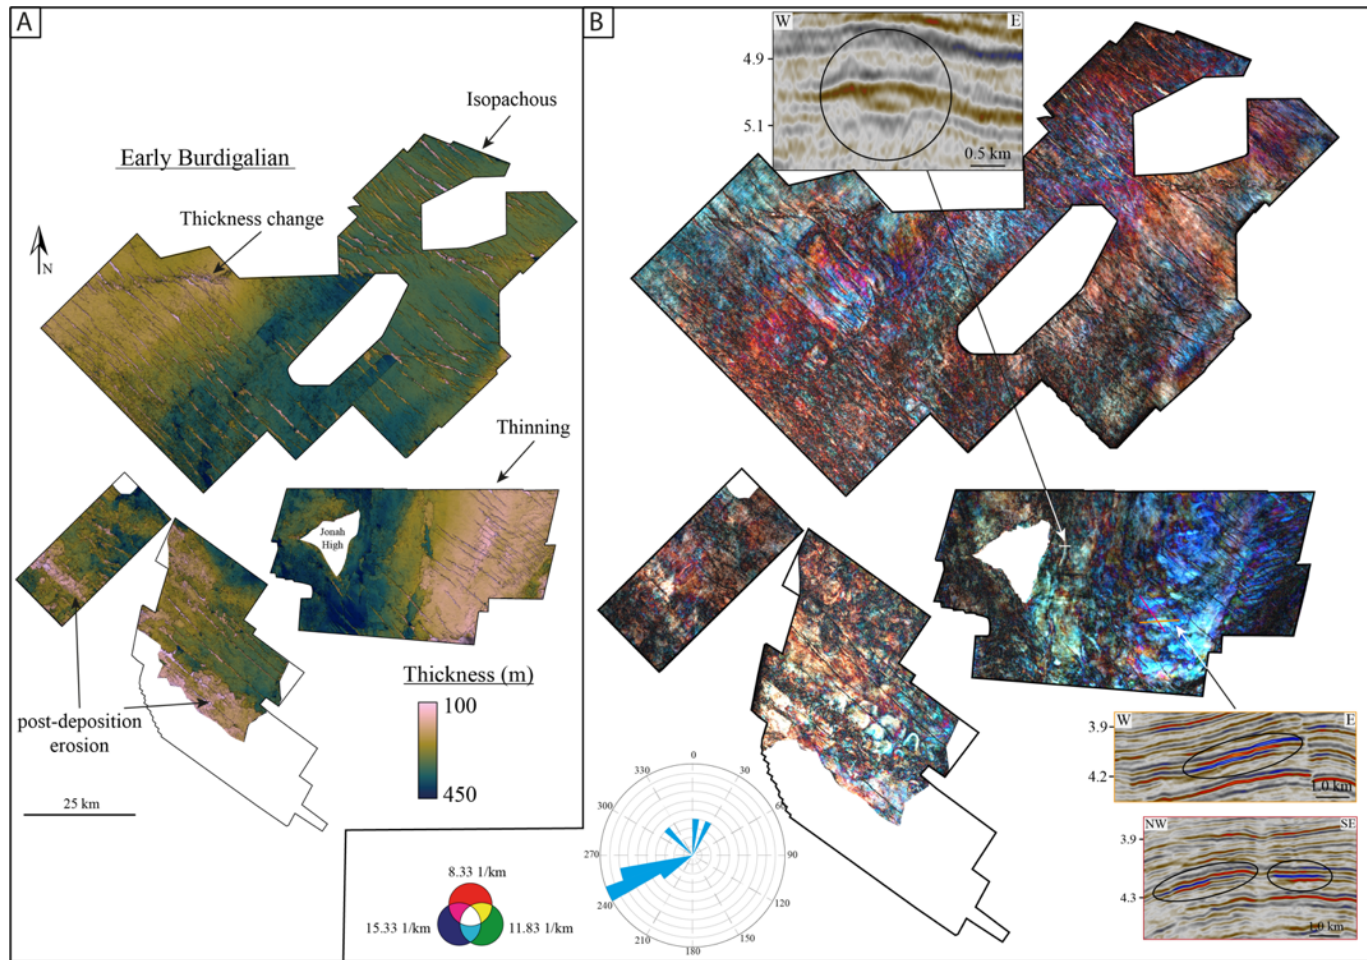 A
Isopachous
Early Burdigalian
Thickness change
N
Thinning
Jonah
High
Thickness (m)
100
450
post-deposition
erosion
25 km
8.33 1/km
15.33 1/km
11.83 1/km
B
W
E
4.9
5.1
0.5 km
0
30
60
90
120
150
180
210
240
270
300
330
W
E
3.9
4.2
1.0 km
NW
SE
3.9
4.3
1.0 km